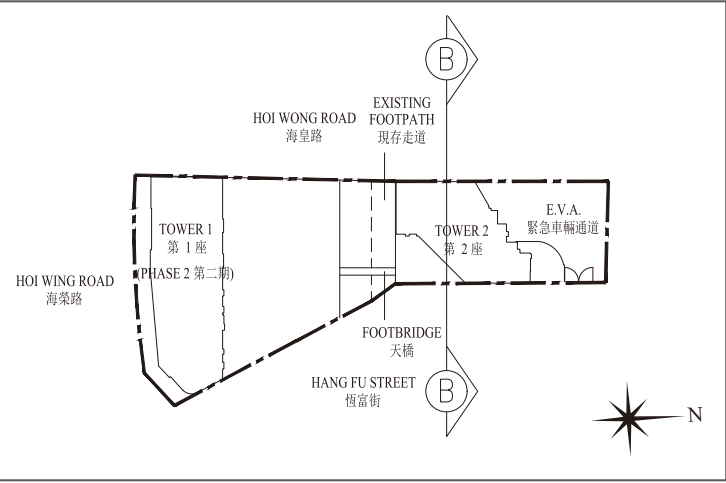 B
HOI WONG ROAD
海皇路
EXISTING
FOOTPATH
現存走道
TOWER 1
第 1 座
(PHASE 2 第二期)
TOWER 2
第 2 座
E.V.A.
緊急車輛通道
HOI WING ROAD
海榮路
FOOTBRIDGE
天橋
HANG FU STREET
恆富街
B
N